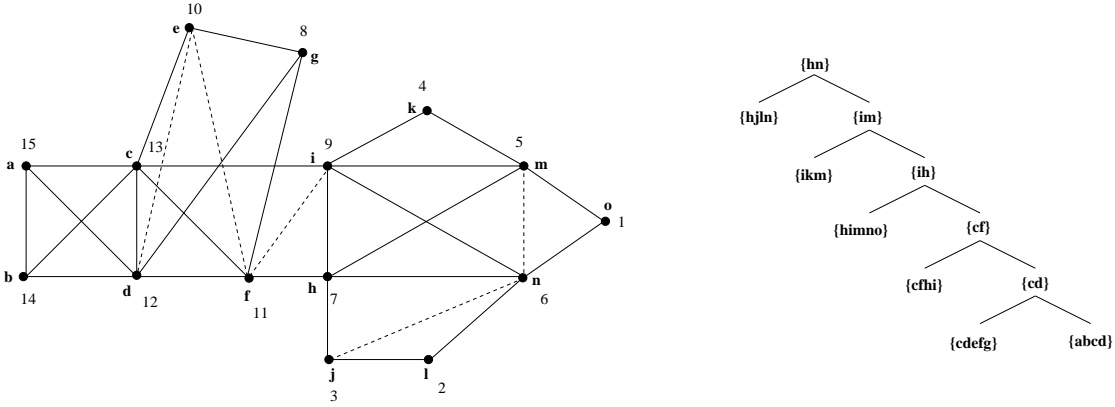 10
e
8
g
4
k
15
a
c
13
9
i
5
m
o
1
b
14
d
12
f
11
h
7
n
6
j
3
l
2
{hn}
{hjln}
{im}
{ikm}
{ih}
{himno}
{cf}
{cfhi}
{cd}
{cdefg}
{abcd}